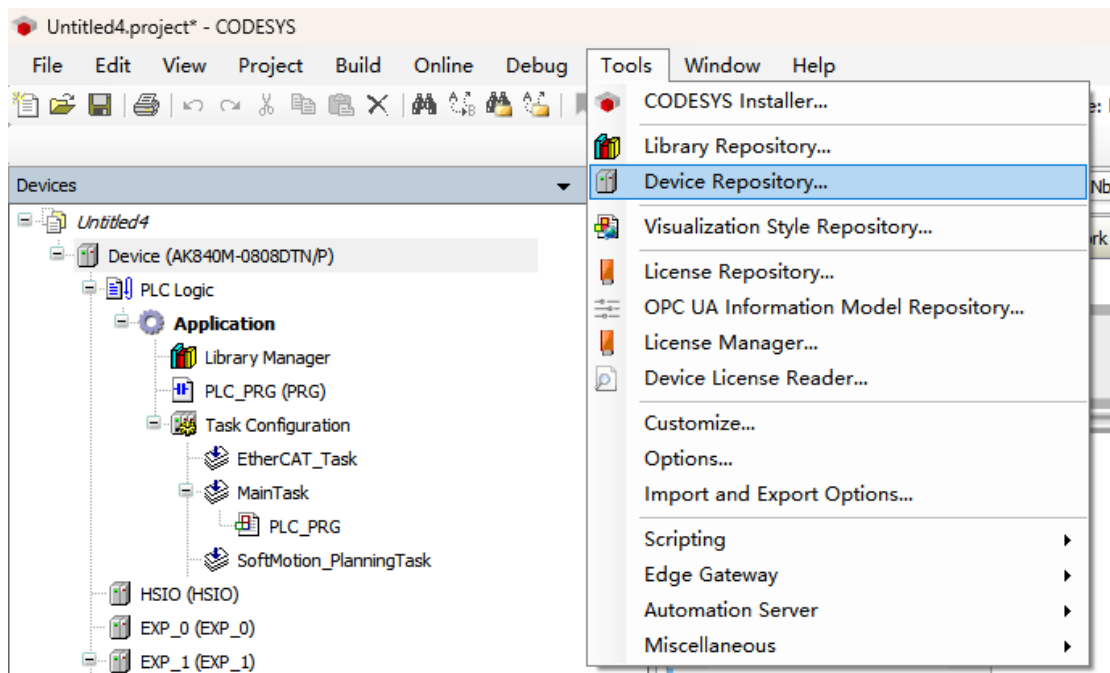 Untitled4.project* - CODESYS
File Edit View Project Build Online Debug Tools Window Help
Devices
Untitled4
Device (AK840M-0808DTN/P)
PLC Logic
Application
Library Manager
PLC_PRG (PRG)
Task Configuration
EtherCAT_Task
MainTask
PLC_PRG
SoftMotion_PlanningTask
HSIO (HSIO)
EXP_0 (EXP_0)
EXP_1 (EXP_1)
CODESYS Installer...
Library Repository...
Device Repository...
Visualization Style Repository...
License Repository...
OPC UA Information Model Repository...
License Manager...
Device License Reader...
Customize...
Options...
Import and Export Options...
Scripting
Edge Gateway
Automation Server
Miscellaneous